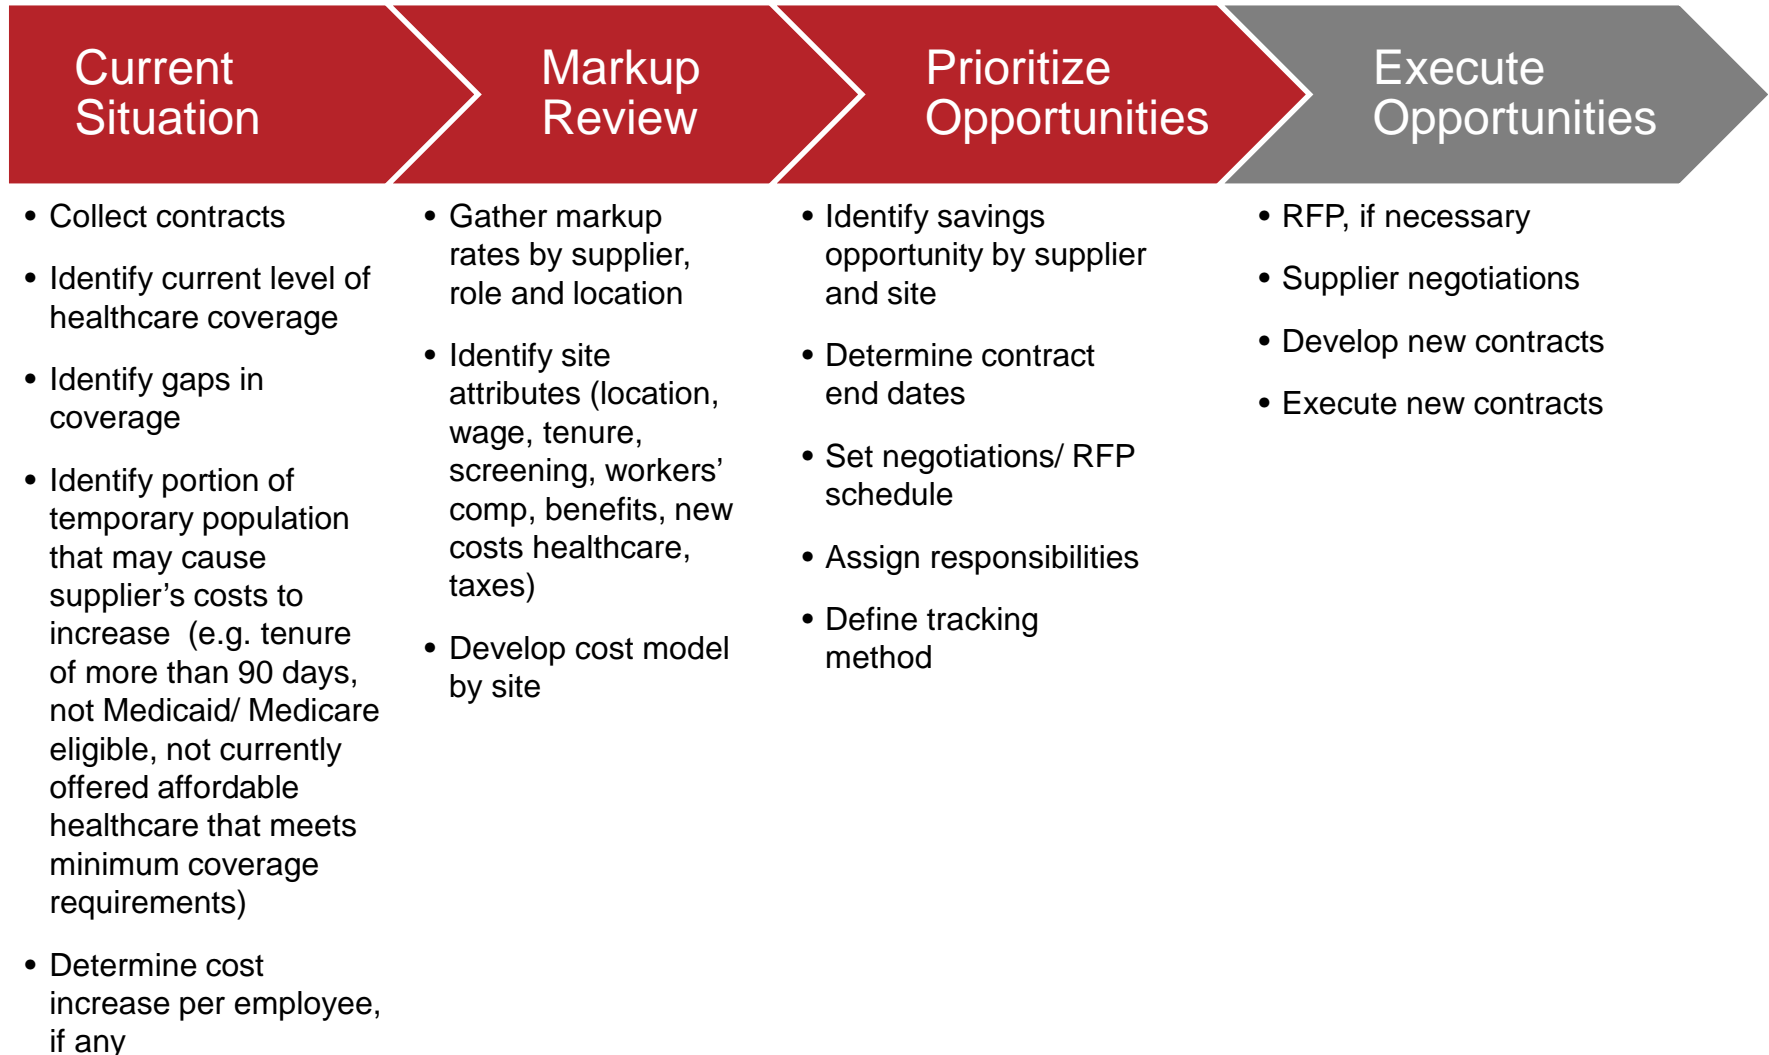 Current
Situation
Markup
Review
Prioritize
Opportunities
Execute
Opportunities
• Collect contracts
• Identify current level of
healthcare coverage
• Identify gaps in
coverage
• Identify portion of
temporary population
that may cause
supplier’s costs to
increase  (e.g. tenure
of more than 90 days,
not Medicaid/ Medicare
eligible, not currently
offered affordable
healthcare that meets
minimum coverage
requirements)
• Determine cost
increase per employee,
if any
• Gather markup
rates by supplier,
role and location
• Identify site
attributes (location,
wage, tenure,
screening, workers’
comp, benefits, new
costs healthcare,
taxes)
• Develop cost model
by site
• Identify savings
opportunity by supplier
and site
• Determine contract
end dates
• Set negotiations/ RFP
schedule
• Assign responsibilities
• Define tracking
method
• RFP, if necessary
• Supplier negotiations
• Develop new contracts
• Execute new contracts